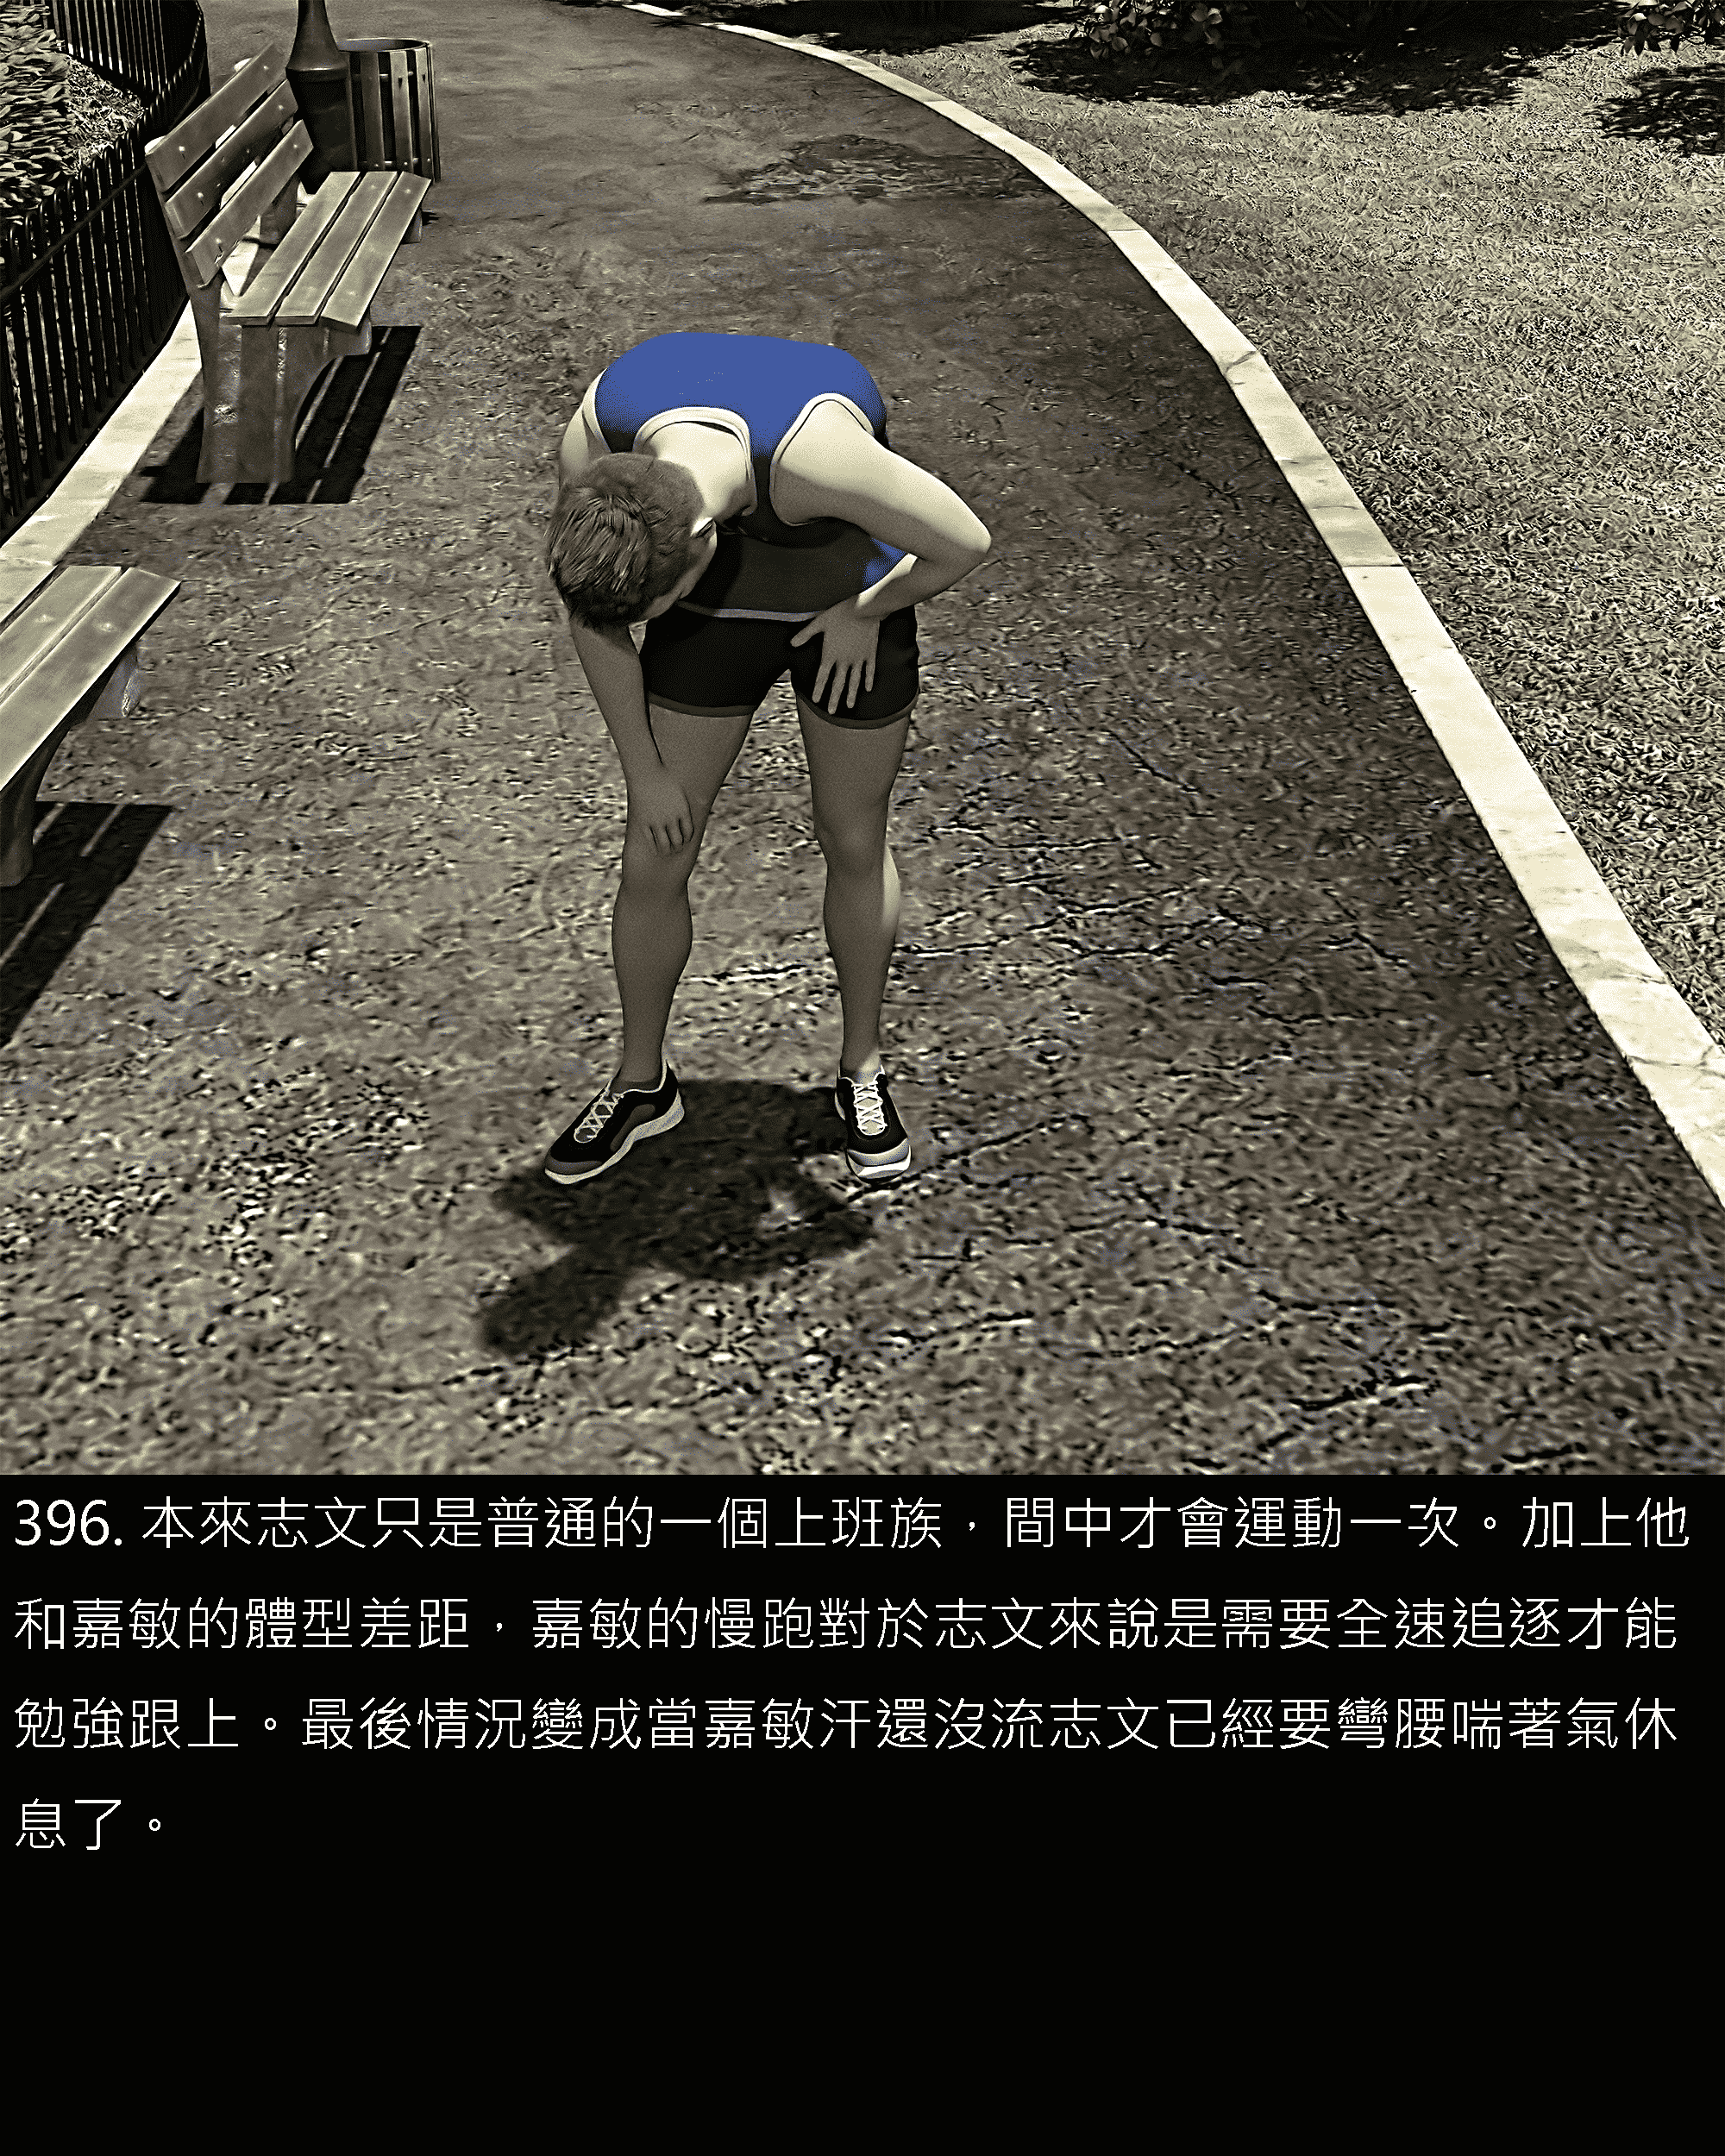 396. 本來志文只是普通的一個上班族，間中才會運動一次。加上他
和嘉敏的體型差距，嘉敏的慢跑對於志文來說是需要全速追逐才能
勉強跟上。最後情況變成當嘉敏汗還沒流志文已經要彎腰喘著氣休
息了。